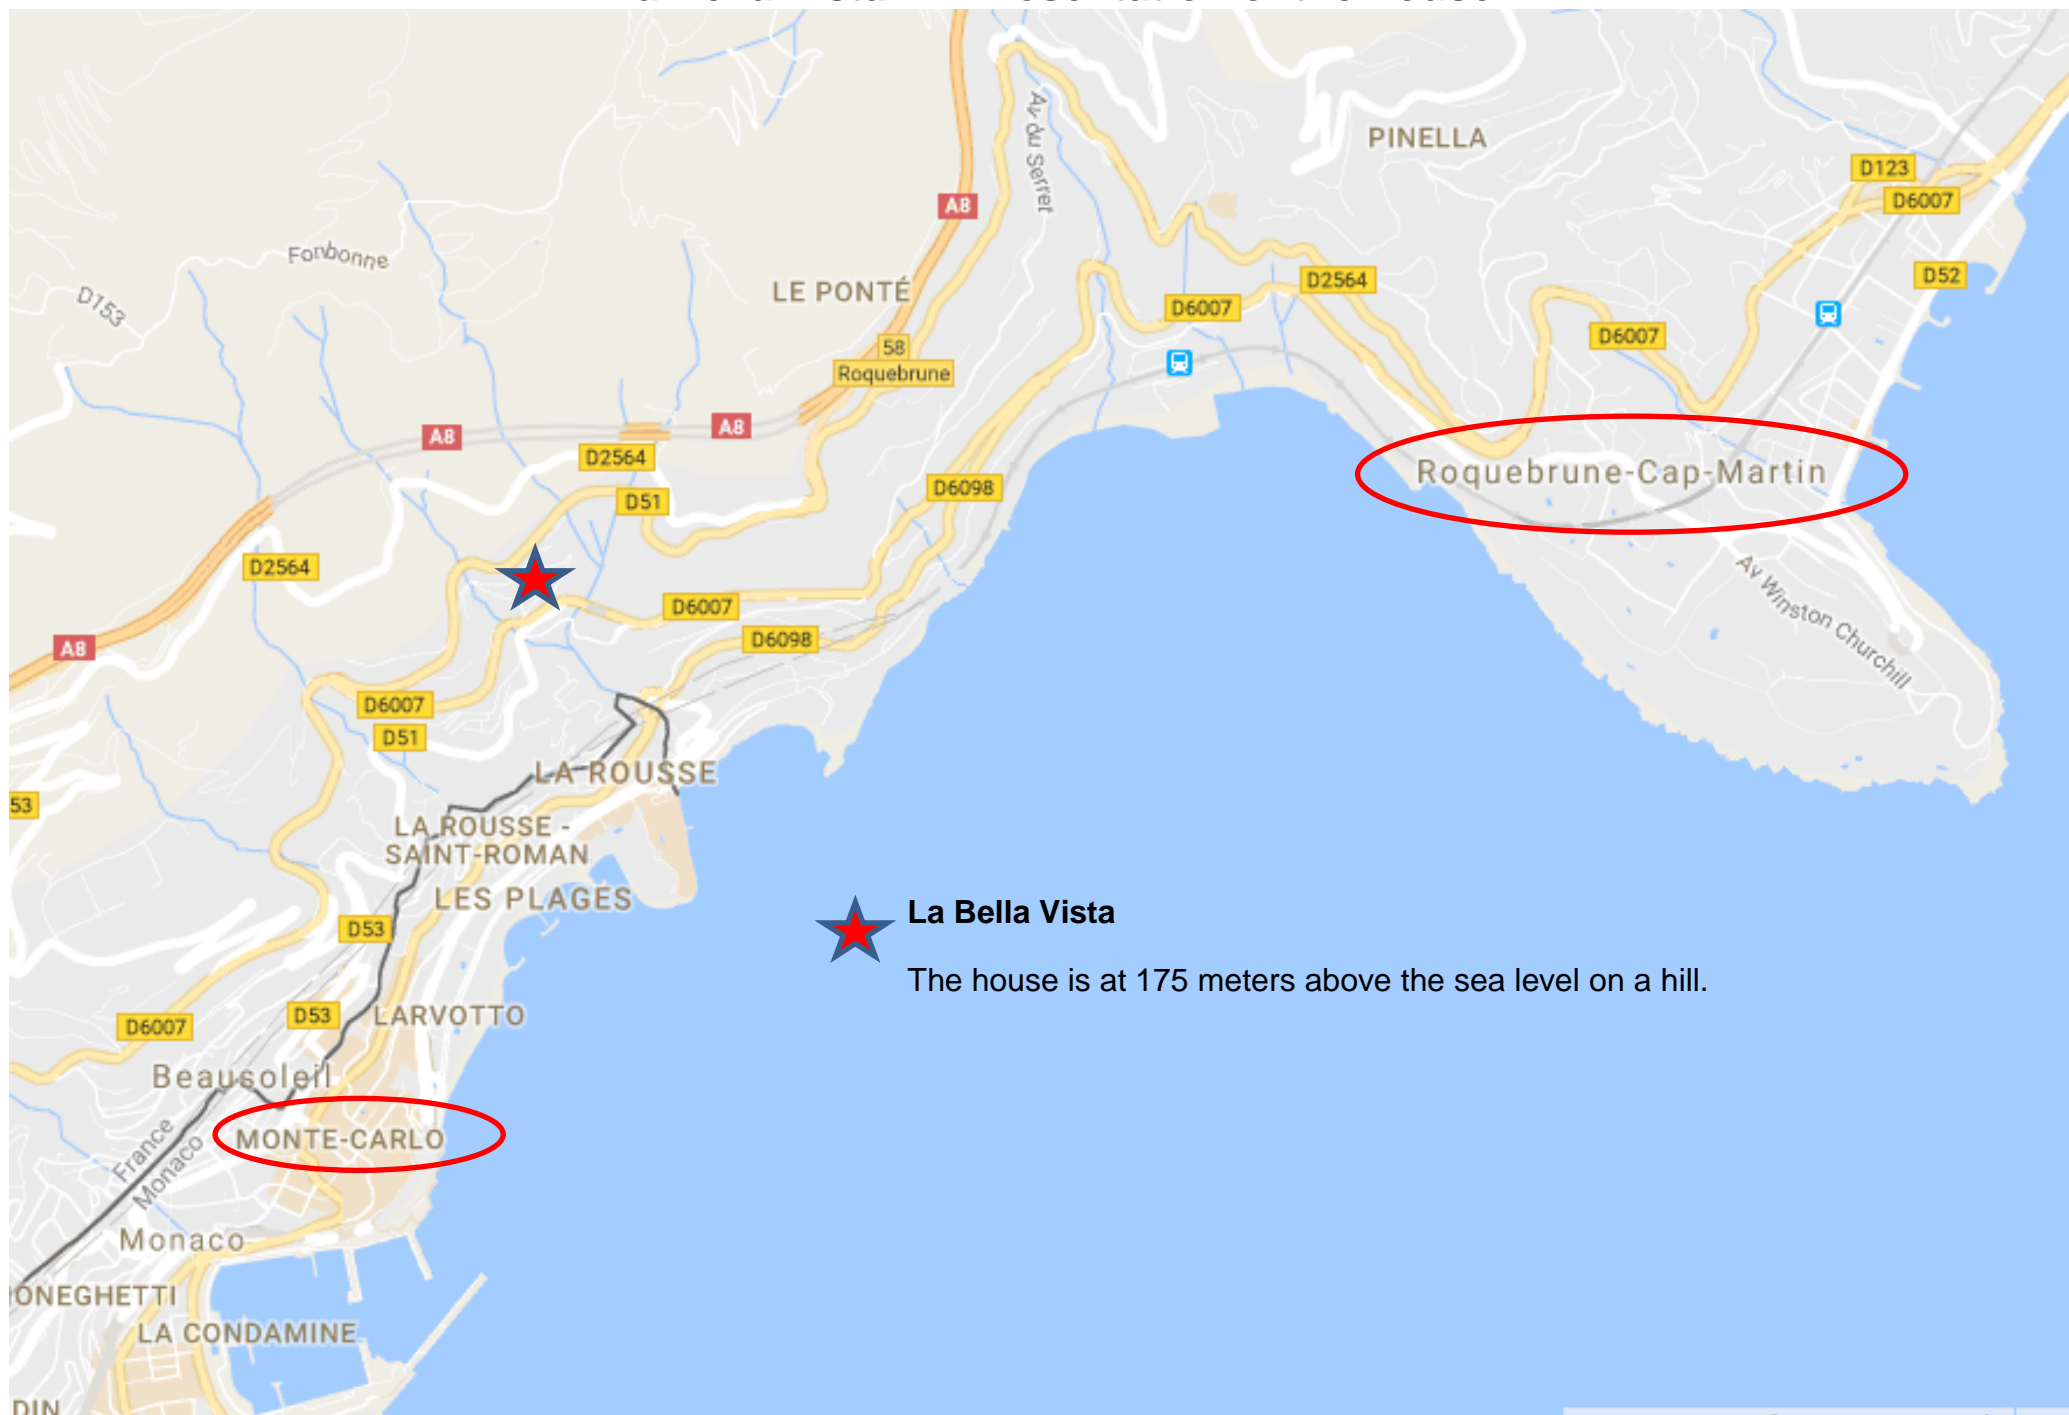 PINELLA
Av du Serret
D123
D6007
A8
Fonbonne
D153
LE PONTÉ
D2564
D52
D6007
D6007
58
Roquebrune
A8
A8
D2564
D51
D6098
Roquebrune-Cap-Martin
D2564
D6007
Av Winston Churchill
A8
D6098
D6007
D51
LA ROUSSE
53
LA ROUSSE -
SAINT-ROMAN
LES PLAGES
La Bella Vista
D53
The house is at 175 meters above the sea level on a hill.
D53
LARVOTTO
D6007
Beausoleil
MONTE-CARLO
France
Monaco
Monaco
ONEGHETTI
LA CONDAMINE
DIN